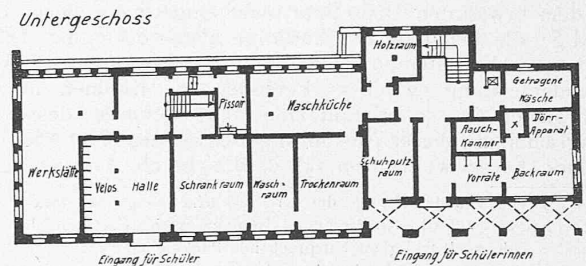 Untergeschoss
Holzraum
Getragene
Wäsche
Pissoir
Waschküche
Rauch-
Kammer
X
Dörr-
Apparat
Werkstätte
Velos
Halle
Schrankraum
Wasch-
raum
Trockenraum
Schuhputz-
raum
Vorräte
Backraum
Eingang für Schüler
Eingang für Schülerinnen